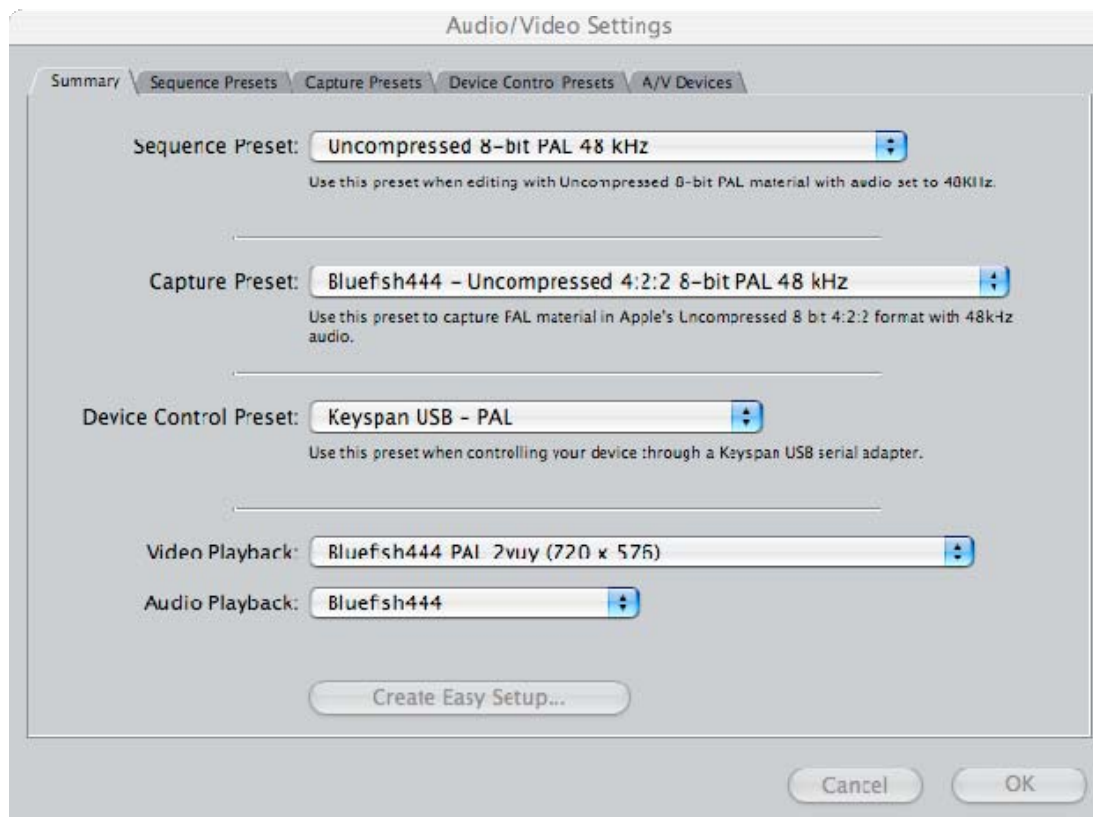 Audio/Video Settings
Summary Sequence Presets Capture Presets Device Control Presets A/V Devices
Sequence Preset: Uncompressed 8-bit PAL 48 kHz
Use this preset when editing with Uncompressed 8-bit PAL material with audio set to 48KHz.
Capture Preset: Bluefish444 - Uncompressed 4:2:2 8-bit PAL 48 kHz
Use this preset to capture PAL material in Apple's Uncompressed 8 bit 4:2:2 format with 48kHz
audio.
Device Control Preset: Keyspan USB - PAL
Use this preset when controlling your device through a Keyspan USB serial adapter.
Video Playback: Bluefish444 PAL 2vuy (720 x 576)
Audio Playback: Bluefish444
Create Easy Setup...
Cancel OK